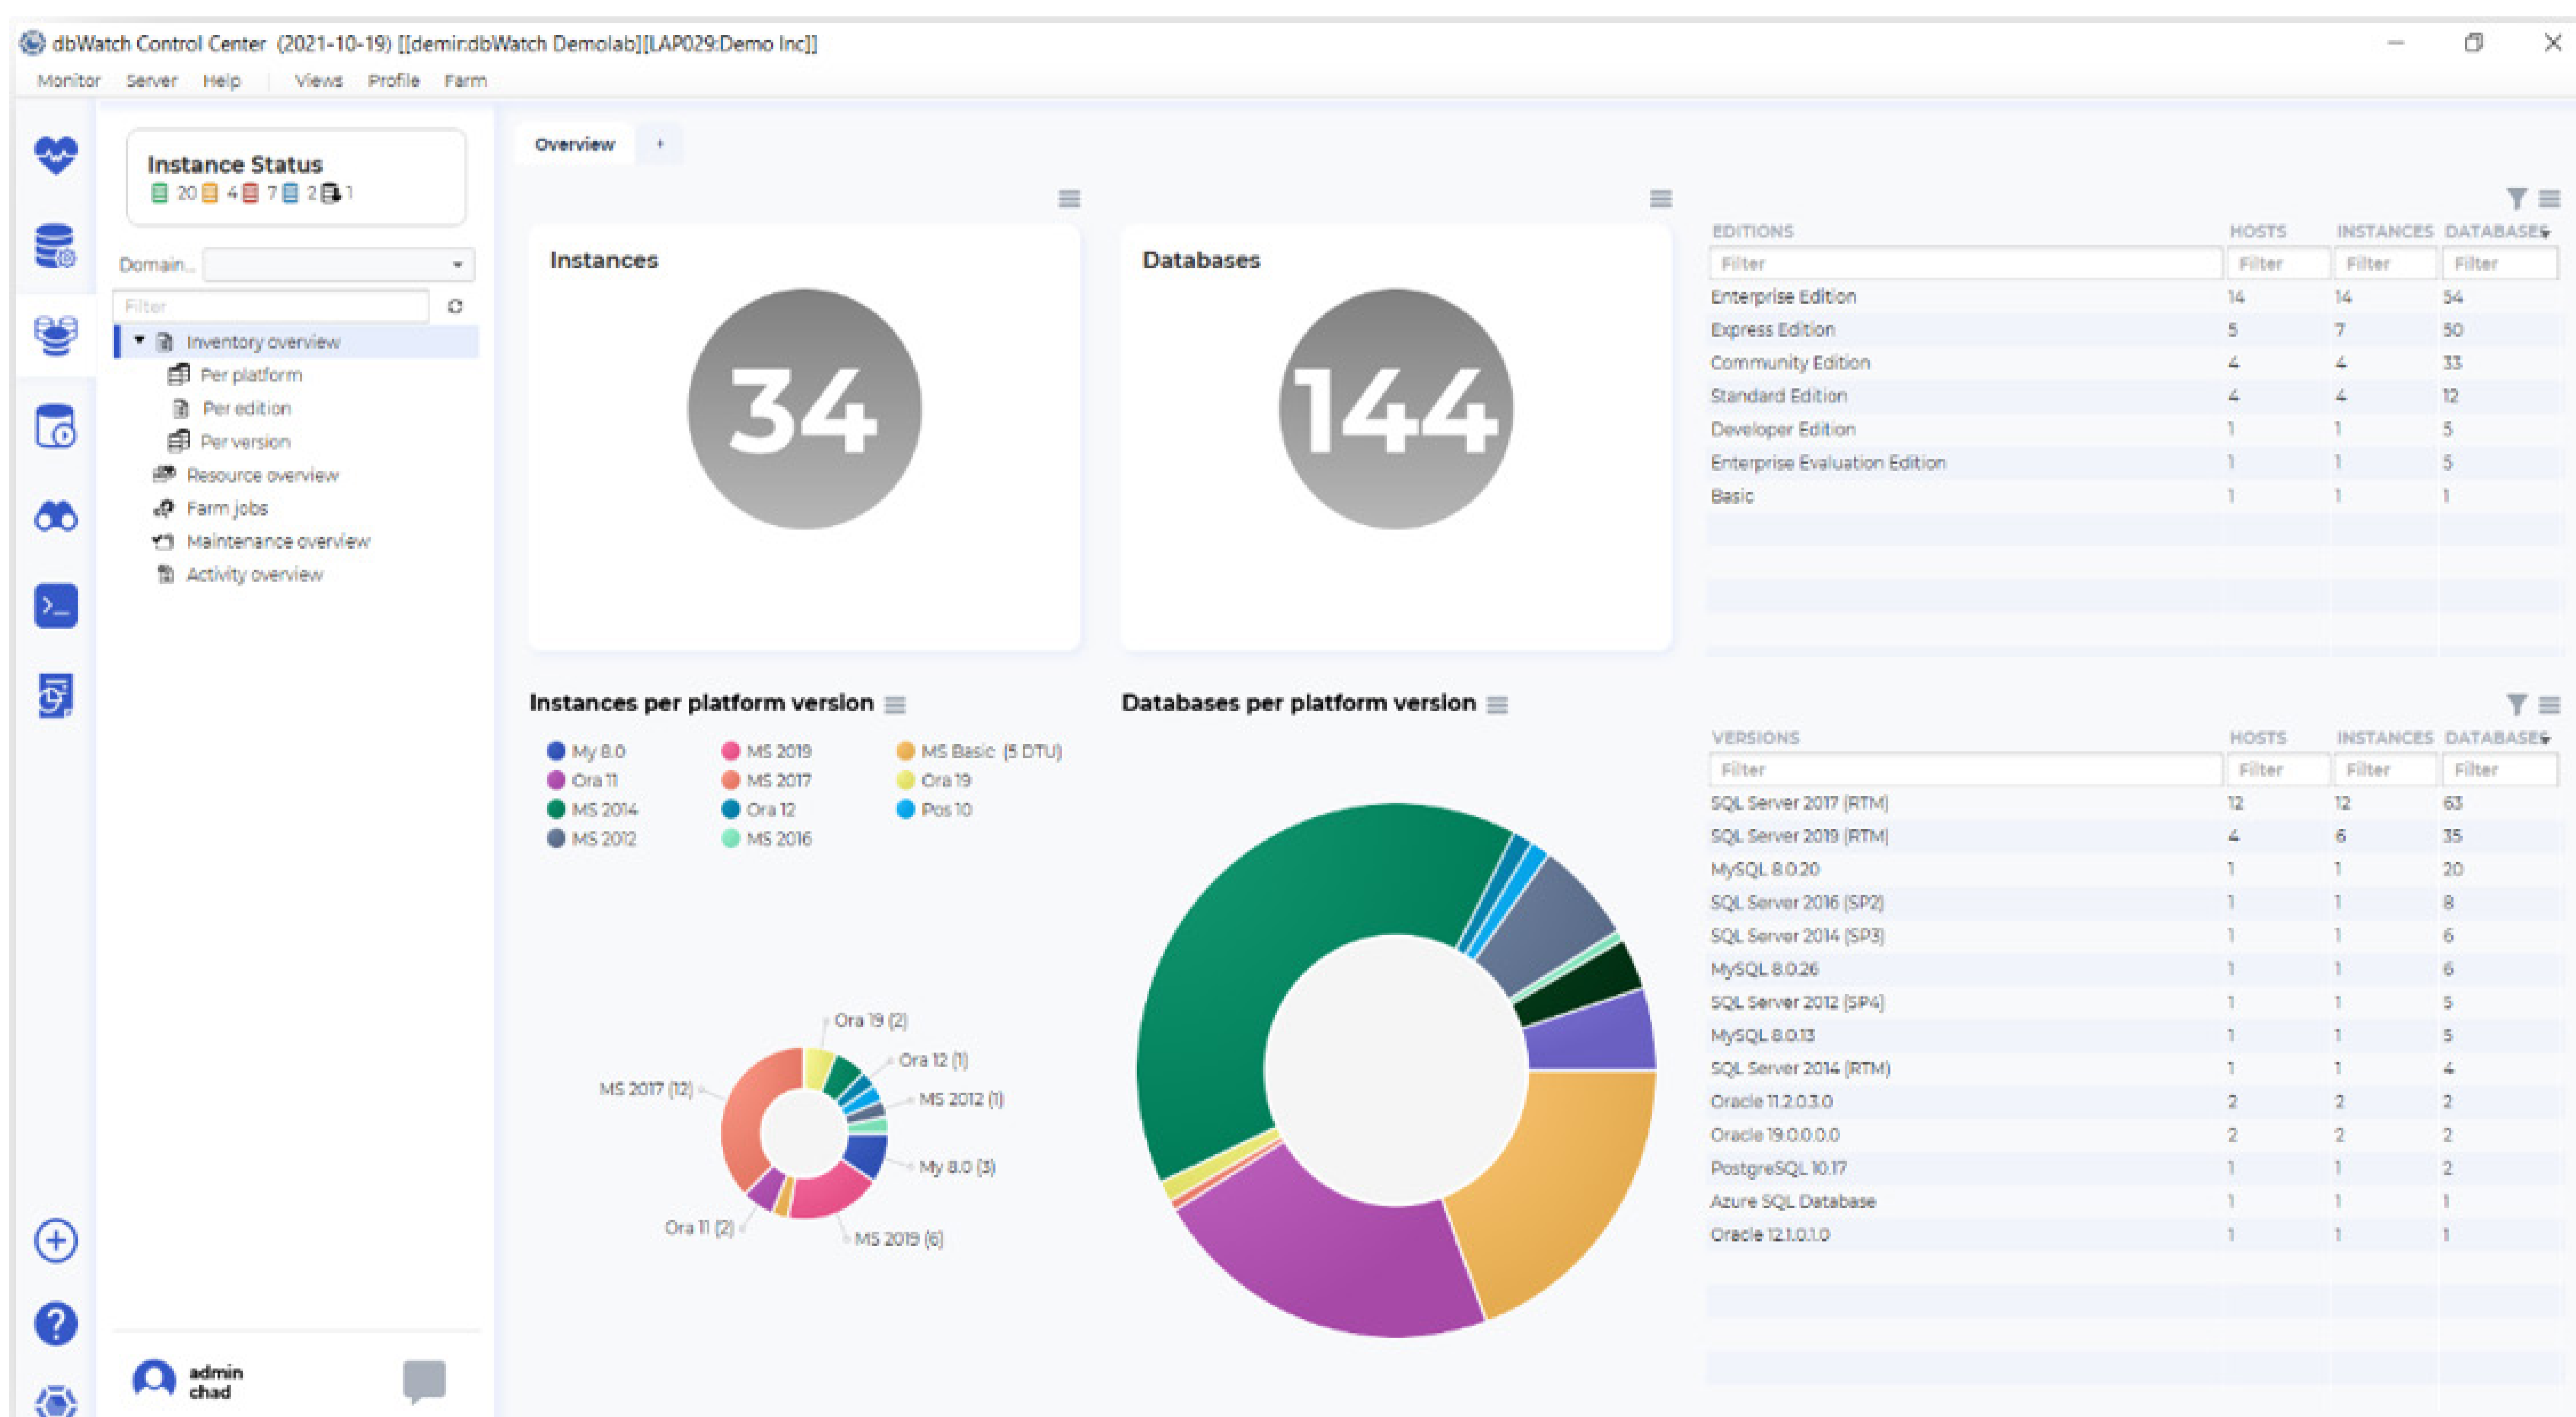 dbWatch Control Center (2021-10-19) [[demir:dbWatch Demolab][LAP029:Demo Inc]]
Monitor Server Help Views Profile Farm
Instance Status
20 4 7 2 1
Domain...
Filter
Inventory overview
Per platform
Per edition
Per version
Resource overview
Farm jobs
Maintenance overview
Activity overview
admin
chad
Overview +
Instances
34
Databases
144
EDITIONS HOSTS INSTANCES DATABASES
Filter Filter Filter Filter
Enterprise Edition 14 14 54
Express Edition 5 7 50
Community Edition 4 4 33
Standard Edition 4 4 12
Developer Edition 1 1 5
Enterprise Evaluation Edition 1 1 5
Basic 1 1 1
Instances per platform version
My 8.0 MS 2019 MS Basic (5 DTU)
Ora 11 MS 2017 Ora 19
MS 2014 Ora 12 Pos 10
MS 2012 MS 2016
Ora 19 (2)
Ora 12 (1)
MS 2017 (12)
MS 2012 (1)
My 8.0 (3)
Ora 11 (2)
MS 2019 (6)
Databases per platform version
VERSIONS HOSTS INSTANCES DATABASES
Filter Filter Filter Filter
SQL Server 2017 (RTM) 12 12 63
SQL Server 2019 (RTM) 4 6 35
MySQL 8.0.20 1 1 20
SQL Server 2016 (SP2) 1 1 8
SQL Server 2014 (SP3) 1 1 6
MySQL 8.0.26 1 1 6
SQL Server 2012 (SP4) 1 1 5
MySQL 8.0.13 1 1 5
SQL Server 2014 (RTM) 1 1 4
Oracle 11.2.0.3.0 2 2 2
Oracle 19.0.0.0.0 2 2 2
PostgreSQL 10.17 1 1 2
Azure SQL Database 1 1 1
Oracle 12.1.0.1.0 1 1 1